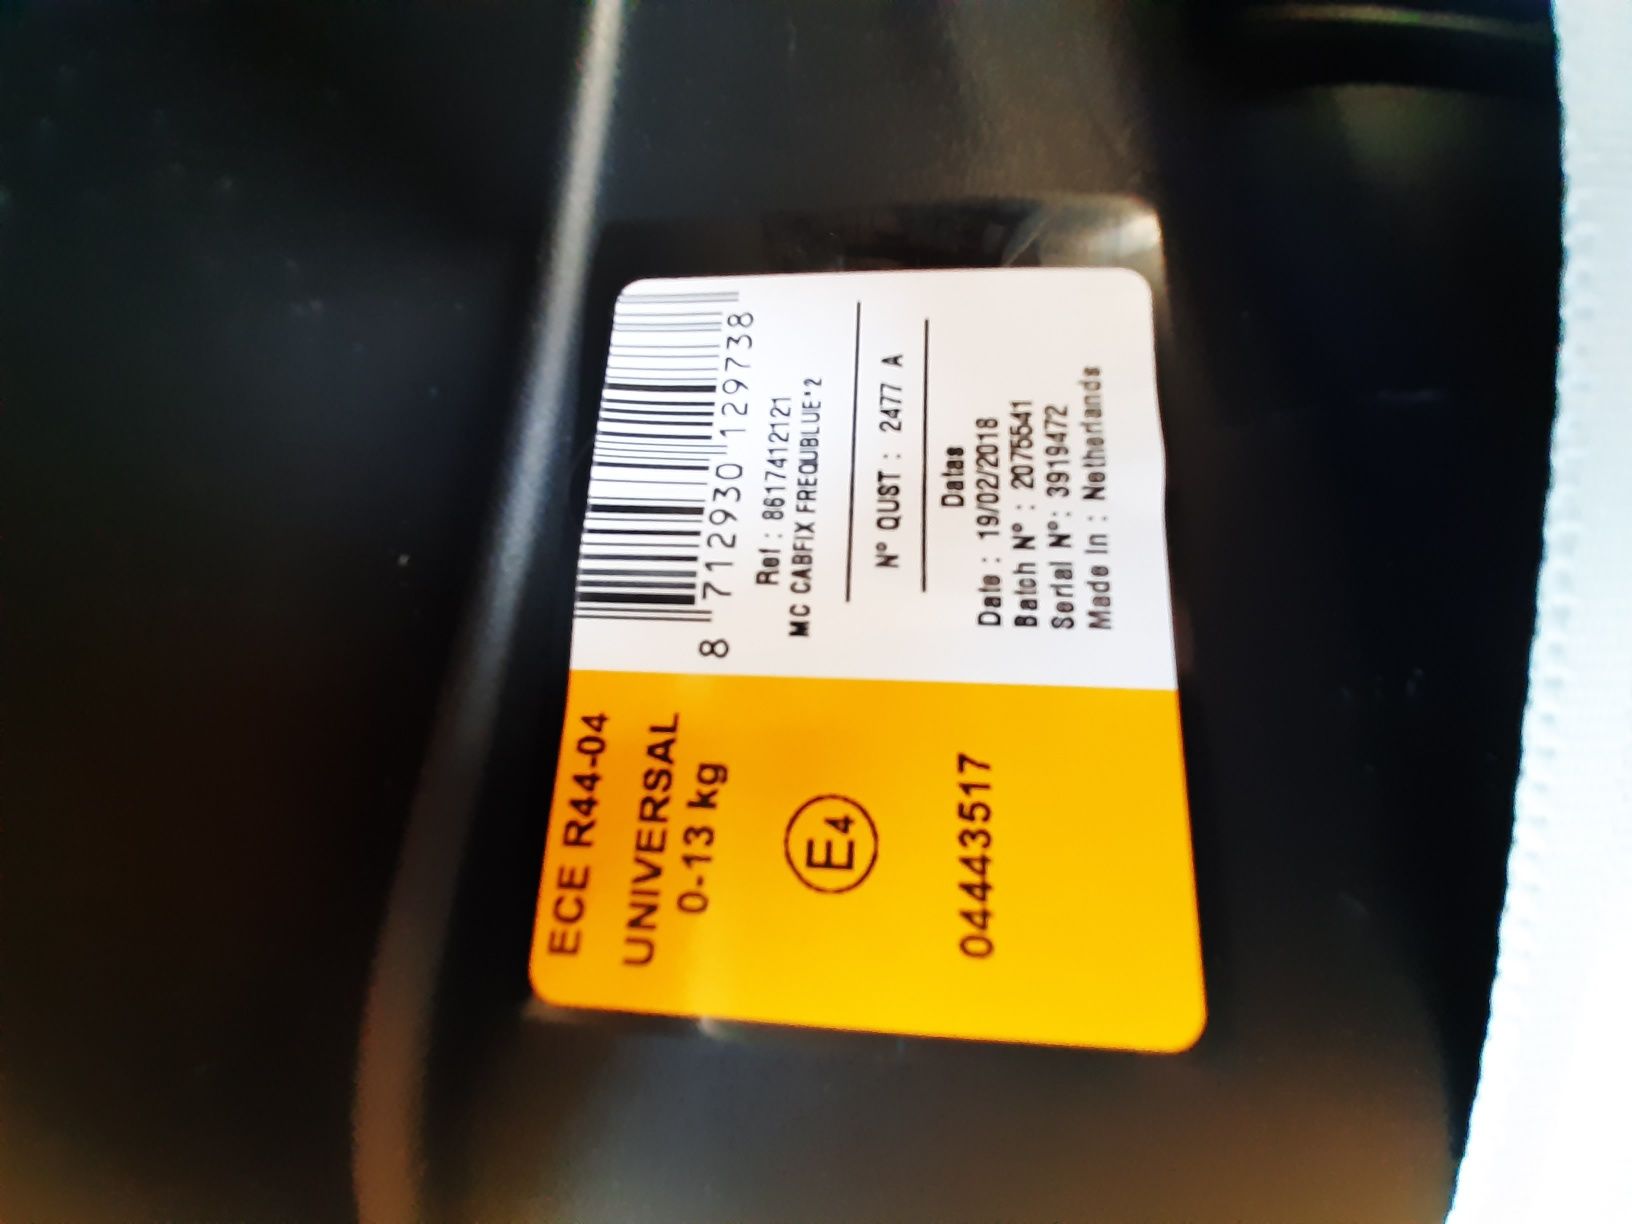 ECE R44-04
UNIVERSAL
0-13 kg
E4
04443517
8 712930 129738
Ref : 8617412121
MC CABFIX FREQUBLUE*2
N° QUST : 2477 A
Datas
Date : 19/02/2018
Batch N° : 2075541
Serial N°: 3919472
Made In : Netherlands